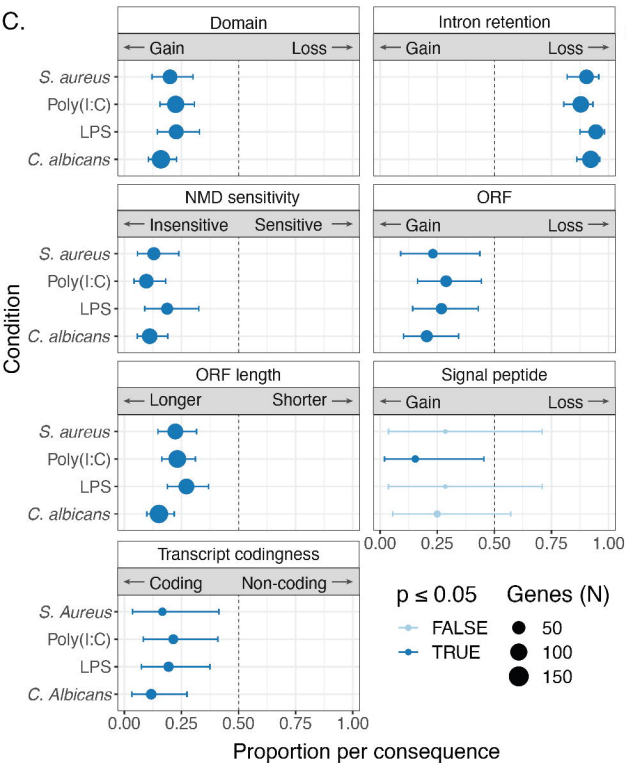 C.
Domain
← Gain Loss →
S. aureus
Poly(I:C)
LPS
C. albicans
Intron retention
← Gain Loss →
NMD sensitivity
← Insensitive Sensitive →
S. aureus
Poly(I:C)
LPS
C. albicans
ORF
← Gain Loss →
Condition
ORF length
← Longer Shorter →
S. aureus
Poly(I:C)
LPS
C. albicans
Signal peptide
← Gain Loss →
0.00 0.25 0.50 0.75 1.00
Transcript codingness
← Coding Non-coding →
S. Aureus
Poly(I:C)
LPS
C. Albicans
0.00 0.25 0.50 0.75 1.00
Proportion per consequence
p ≤ 0.05
FALSE
TRUE
Genes (N)
50
100
150